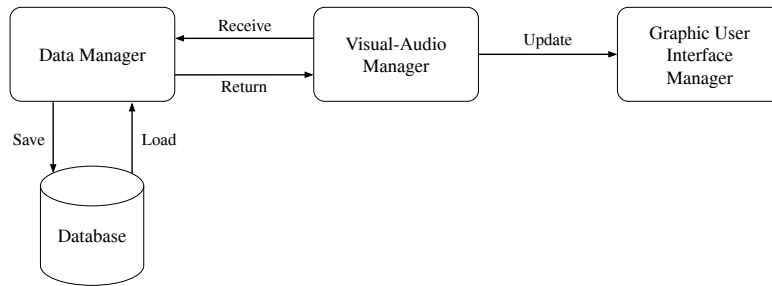 Receive
Data Manager
Return
Visual-Audio
Manager
Update
Graphic User
Interface
Manager
Save
Load
Database